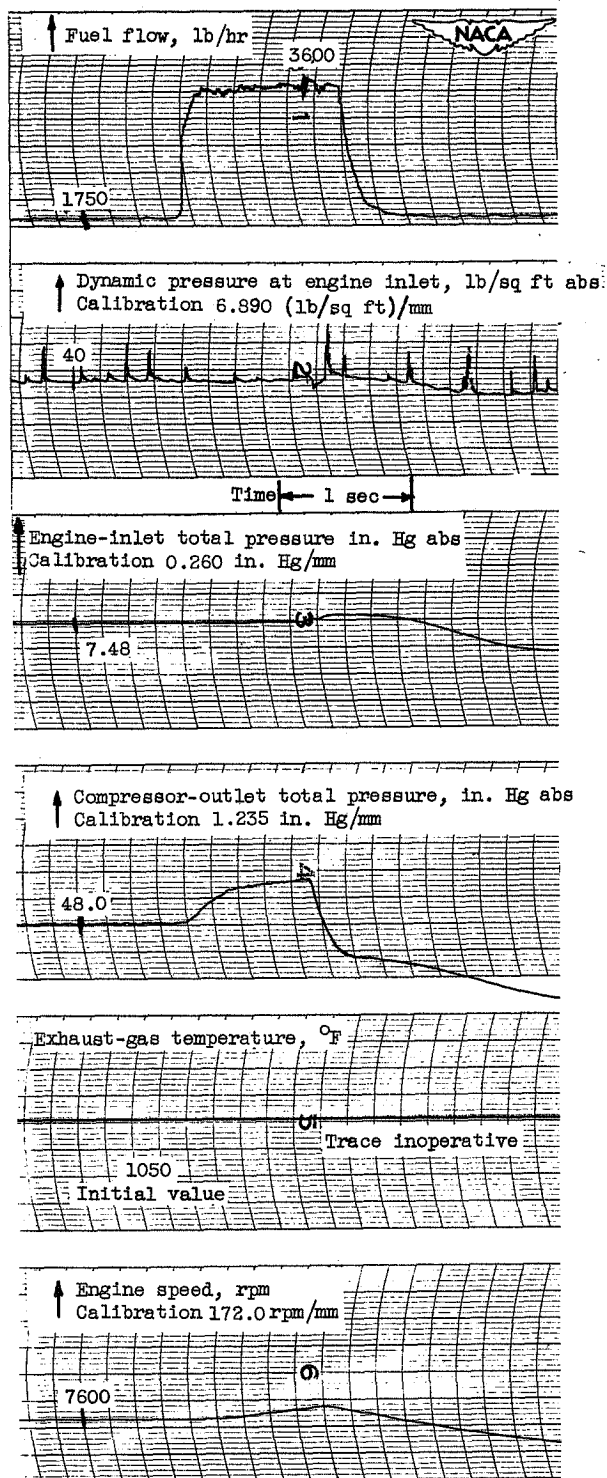 Fuel flow, lb/hr
NACA
3600
1
1750
Dynamic pressure at engine inlet, lb/sq ft abs
Calibration 6.890 (lb/sq ft)/mm
40
2
Time 1 sec
Engine-inlet total pressure in. Hg abs
Calibration 0.260 in. Hg/mm
3
7.48
Compressor-outlet total pressure, in. Hg abs
Calibration 1.235 in. Hg/mm
4
48.0
Exhaust-gas temperature, °F
5
Trace inoperative
1050
Initial value
Engine speed, rpm
Calibration 172.0 rpm/mm
6
7600